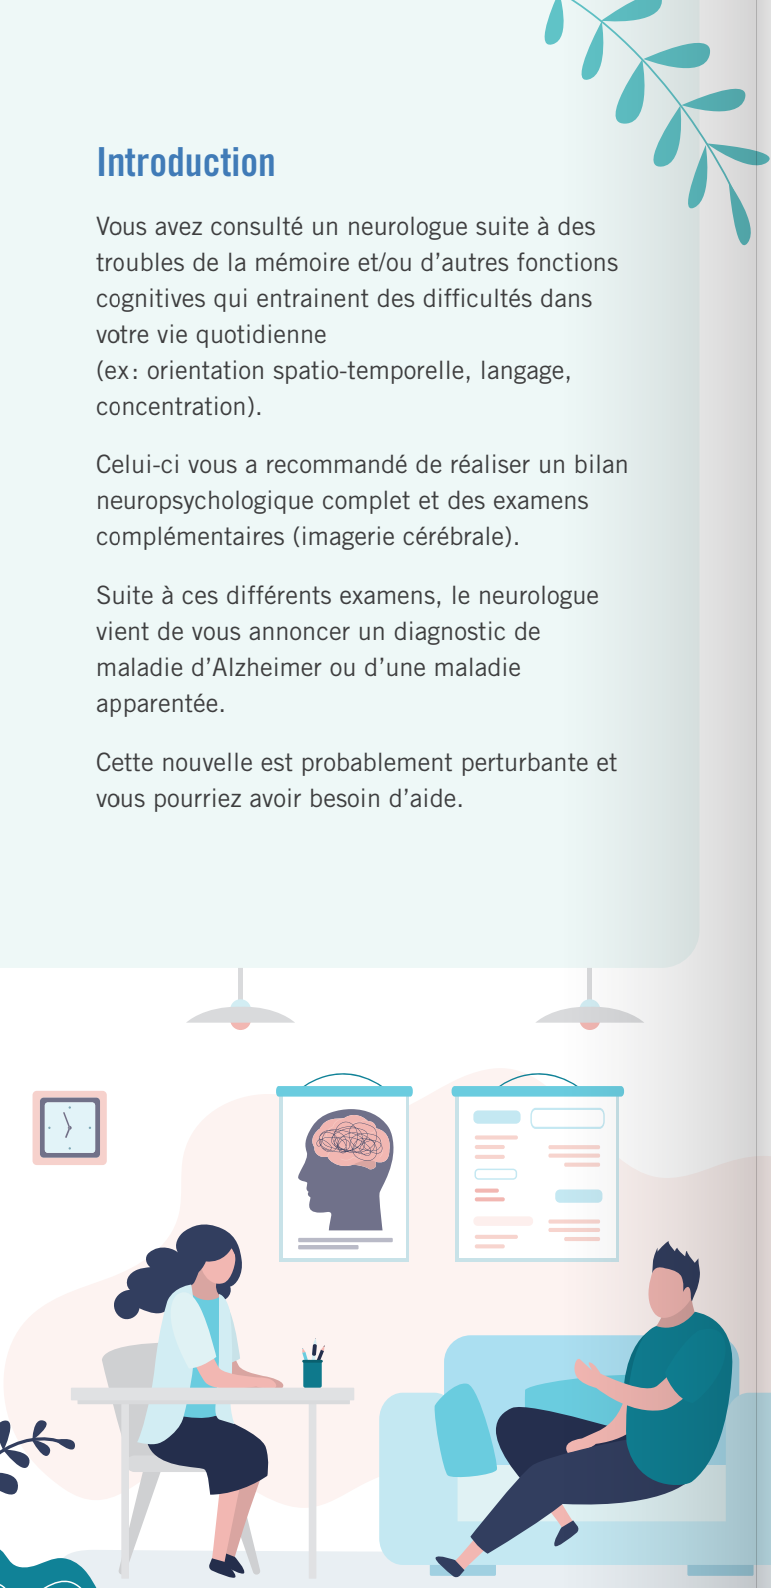 Introduction
Vous avez consulté un neurologue suite à des
troubles de la mémoire et/ou d’autres fonctions
cognitives qui entrainent des difficultés dans
votre vie quotidienne
(ex: orientation spatio-temporelle, langage,
concentration).
Celui-ci vous a recommandé de réaliser un bilan
neuropsychologique complet et des examens
complémentaires (imagerie cérébrale).
Suite à ces différents examens, le neurologue
vient de vous annoncer un diagnostic de
maladie d’Alzheimer ou d’une maladie
apparentée.
Cette nouvelle est probablement perturbante et
vous pourriez avoir besoin d’aide.